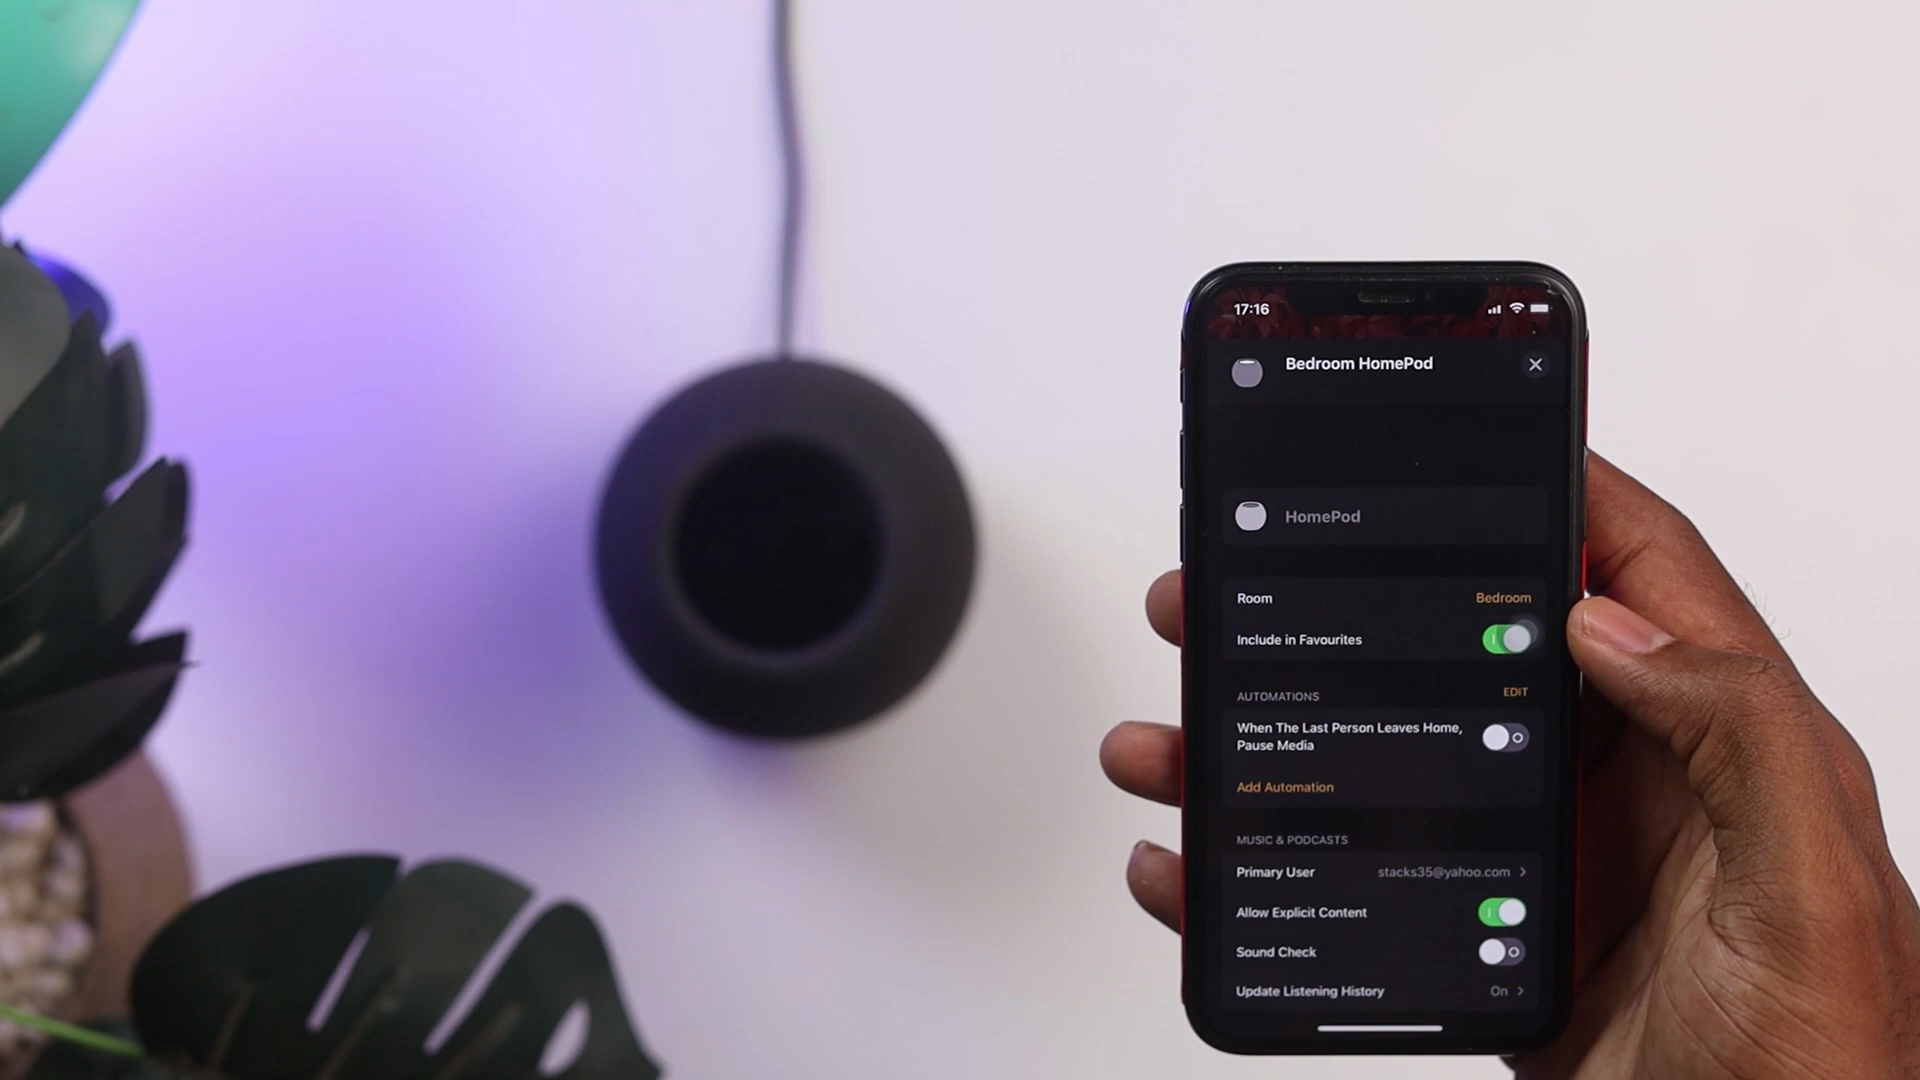 17:16
Bedroom HomePod
HomePod
Room Bedroom
Include in Favourites
AUTOMATIONS EDIT
When The Last Person Leaves Home,
Pause Media
Add Automation
MUSIC & PODCASTS
Primary User stacks35@yahoo.com
Allow Explicit Content
Sound Check
Update Listening History On